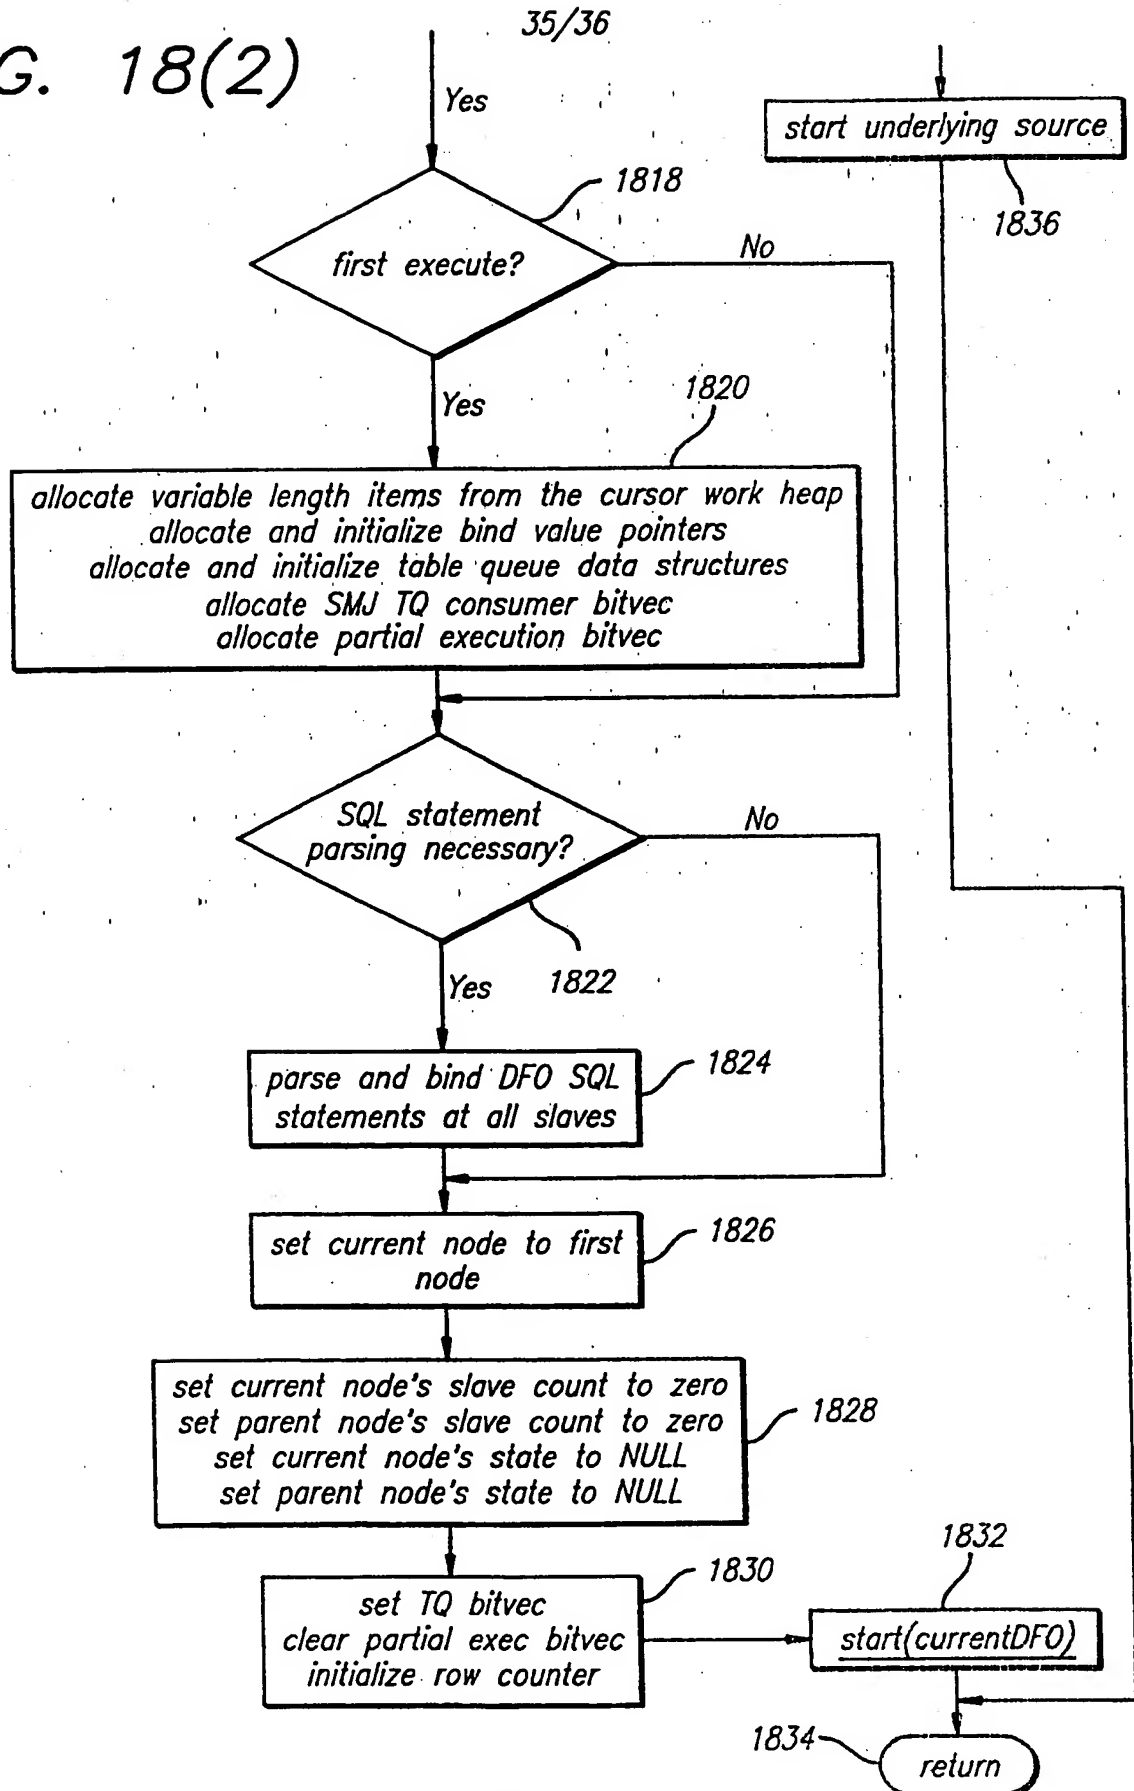 35/36
G. 18(2)
Yes
start underlying source
1818
1836
No
first execute?
Yes
1820
allocate variable length items from the cursor work heap
allocate and initialize bind value pointers
allocate and initialize table queue data structures
allocate SMJ TQ consumer bitvec
allocate partial execution bitvec
SQL statement
parsing necessary?
No
1822
Yes
parse and bind DFO SQL
statements at all slaves
1824
set current node to first
node
1826
set current node's slave count to zero
set parent node's slave count to zero
set current node's state to NULL
set parent node's state to NULL
1828
1832
1830
set TQ bitvec
clear partial exec bitvec
initialize row counter
start(currentDFO)
1834
return